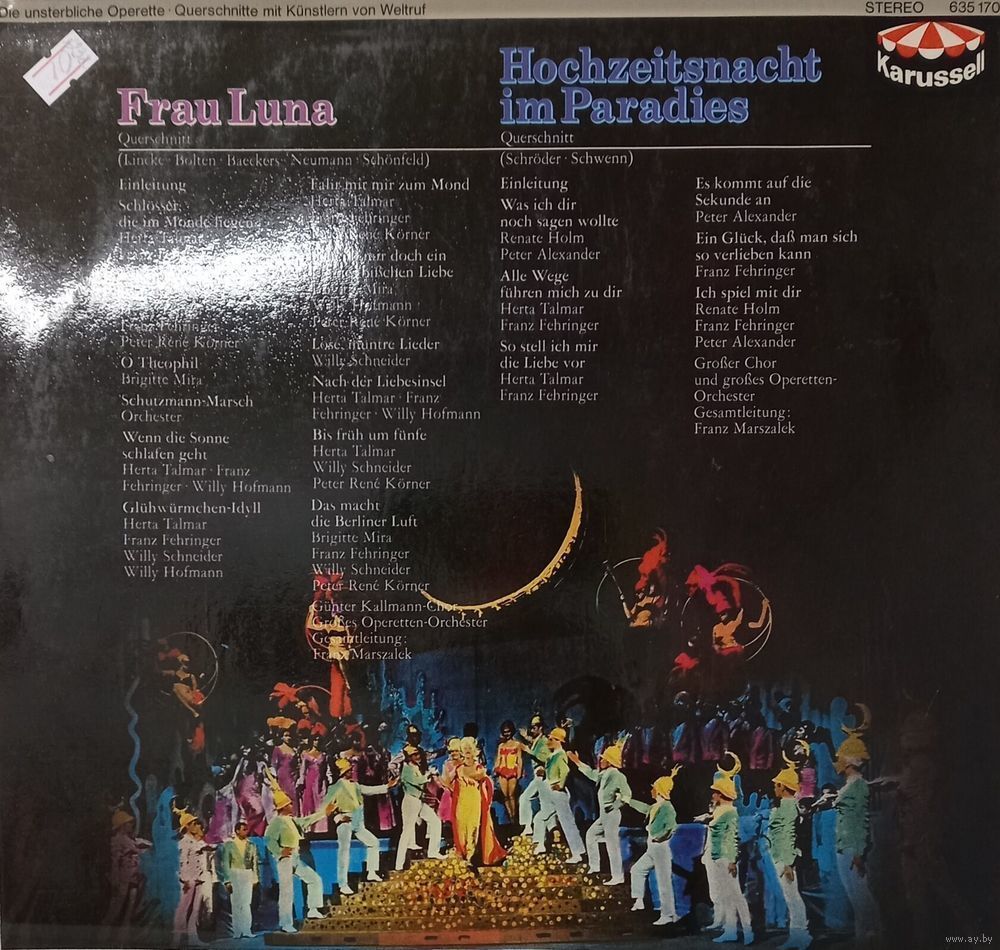 Die unsterbliche Operette · Querschnitte mit Künstlern von Weltruf
STEREO 635 170
Karussell
Frau Luna
Querschnitt
(Lincke · Bolten · Baeckers · Neumann · Schönfeld)
Einleitung
Schlösser,
die im Monde liegen
Herta Talmar
Franz Fehringer
Peter René Körner
O Theophil
Brigitte Mira
Schutzmann-Marsch
Orchester
Wenn die Sonne
schlafen geht
Herta Talmar · Franz
Fehringer · Willy Hofmann
Glühwürmchen-Idyll
Herta Talmar
Franz Fehringer
Willy Schneider
Willy Hofmann
Fahr mit mir zum Mond
Herta Talmar
Fehringer
René Körner
doch ein
bißchen Liebe
Mira
Willy Hofmann
Peter René Körner
Lose, muntre Lieder
Willy Schneider
Nach der Liebesinsel
Herta Talmar · Franz
Fehringer · Willy Hofmann
Bis früh um fünfe
Herta Talmar
Willy Schneider
Peter René Körner
Das macht
die Berliner Luft
Brigitte Mira
Franz Fehringer
Willy Schneider
Peter René Körner
Günter Kallmann-Chor
Großes Operetten-Orchester
Gesamtleitung:
Franz Marszalek
Hochzeitsnacht
im Paradies
Querschnitt
(Schröder · Schwenn)
Einleitung
Was ich dir
noch sagen wollte
Renate Holm
Peter Alexander
Alle Wege
führen mich zu dir
Herta Talmar
Franz Fehringer
So stell ich mir
die Liebe vor
Herta Talmar
Franz Fehringer
Es kommt auf die
Sekunde an
Peter Alexander
Ein Glück, daß man sich
so verlieben kann
Franz Fehringer
Ich spiel mit dir
Renate Holm
Franz Fehringer
Peter Alexander
Großer Chor
und großes Operetten-
Orchester
Gesamtleitung:
Franz Marszalek
www.ay.by